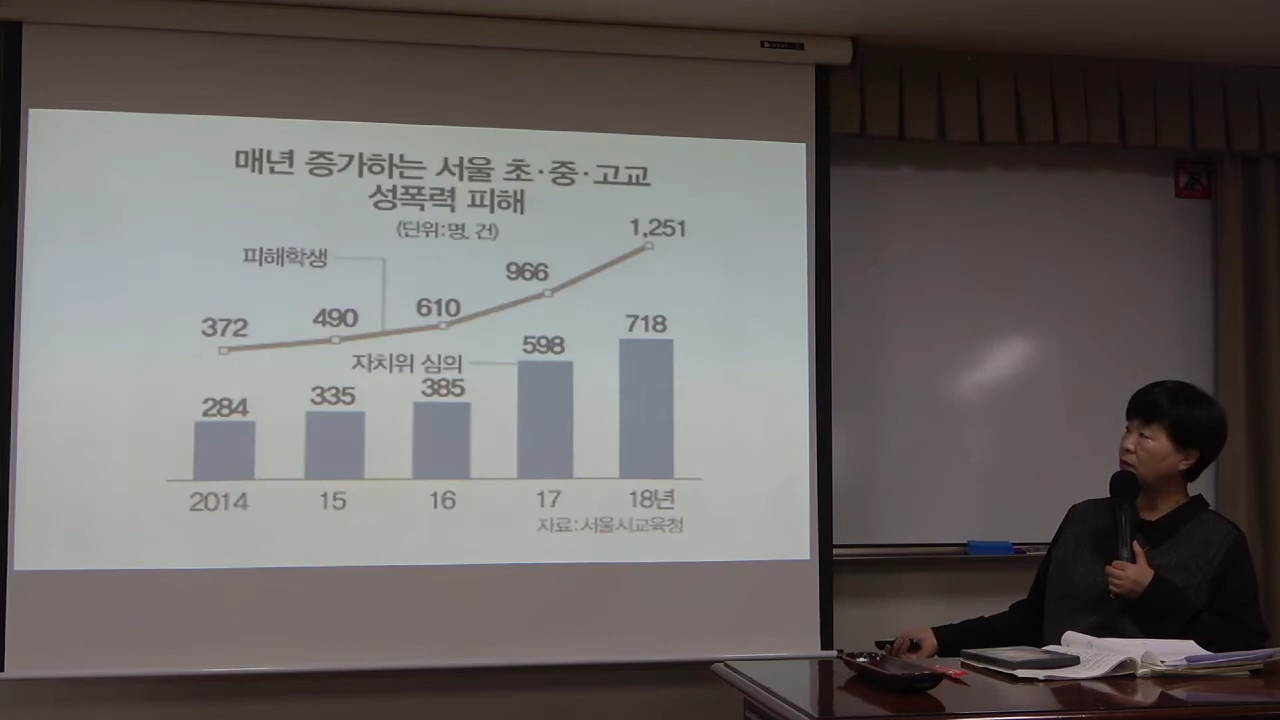 매년 증가하는 서울 초·중·고교
성폭력 피해
(단위:명, 건)
피해학생
372 490 610 966 1,251
자치위 심의
284 335 385 598 718
2014 15 16 17 18년
자료:서울시교육청